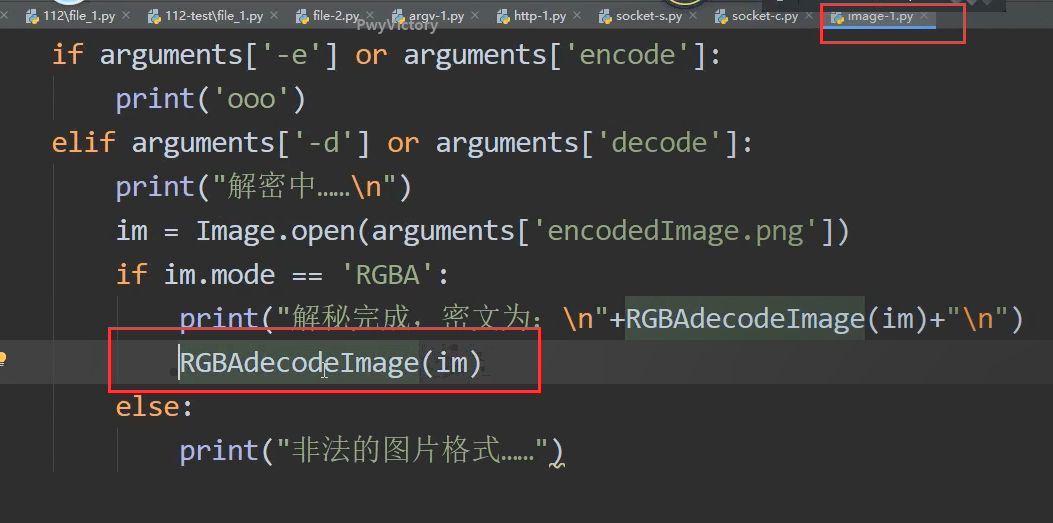 112\file_1.py 112-test\file_1.py file-2.py argv-1.py http-1.py socket-s.py socket-c.py image-1.py
PwyVictory
if arguments['-e'] or arguments['encode']:
print('ooo')
elif arguments['-d'] or arguments['decode']:
print("解密中……\n")
im = Image.open(arguments['encodedImage.png'])
if im.mode == 'RGBA':
print("解秘完成，密文为：\n"+RGBAdecodeImage(im)+"\n")
RGBAdecodeImage(im)
else:
print("非法的图片格式……")